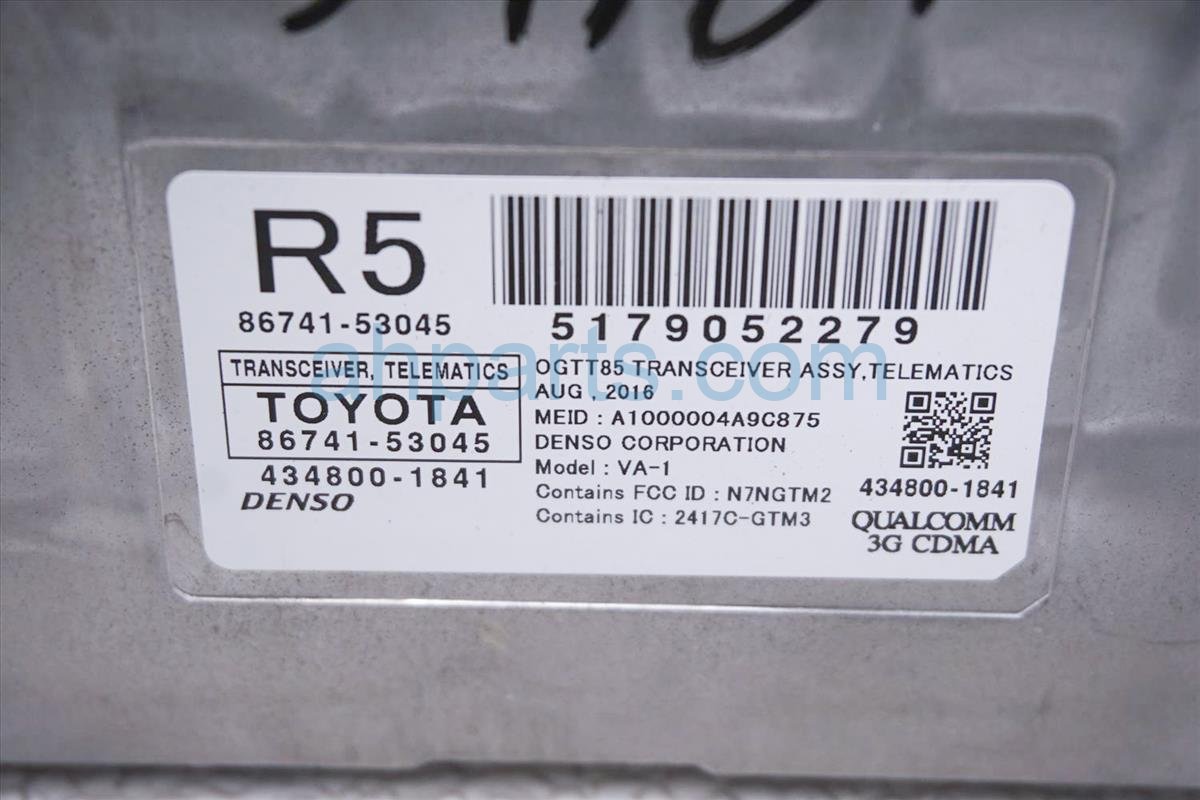 R5
86741-53045
TRANSCEIVER, TELEMATICS
TOYOTA
86741-53045
434800-1841
DENSO
5179052279
OGTT85 TRANSCEIVER ASSY,TELEMATICS
AUG , 2016
MEID : A1000004A9C875
DENSO CORPORATION
Model : VA-1
Contains FCC ID : N7NGTM2
Contains IC : 2417C-GTM3
434800-1841
QUALCOMM
3G CDMA
ahparts.com